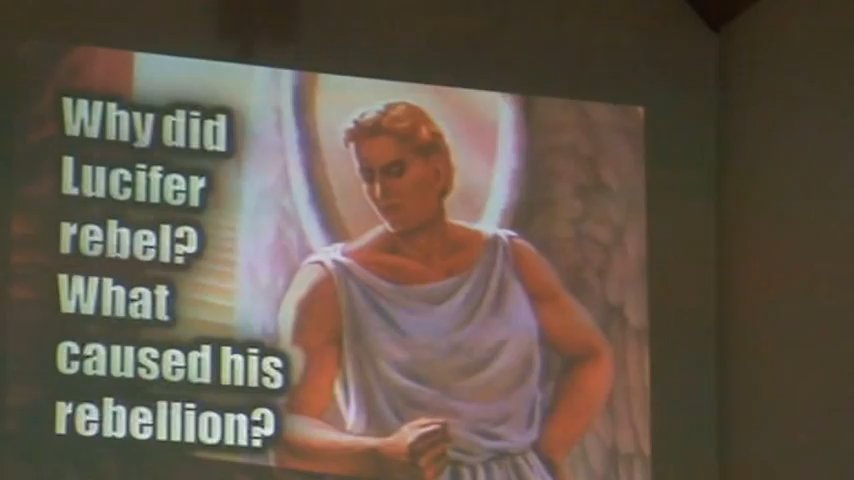 Why did
Lucifer
rebel?
What
caused his
rebellion?